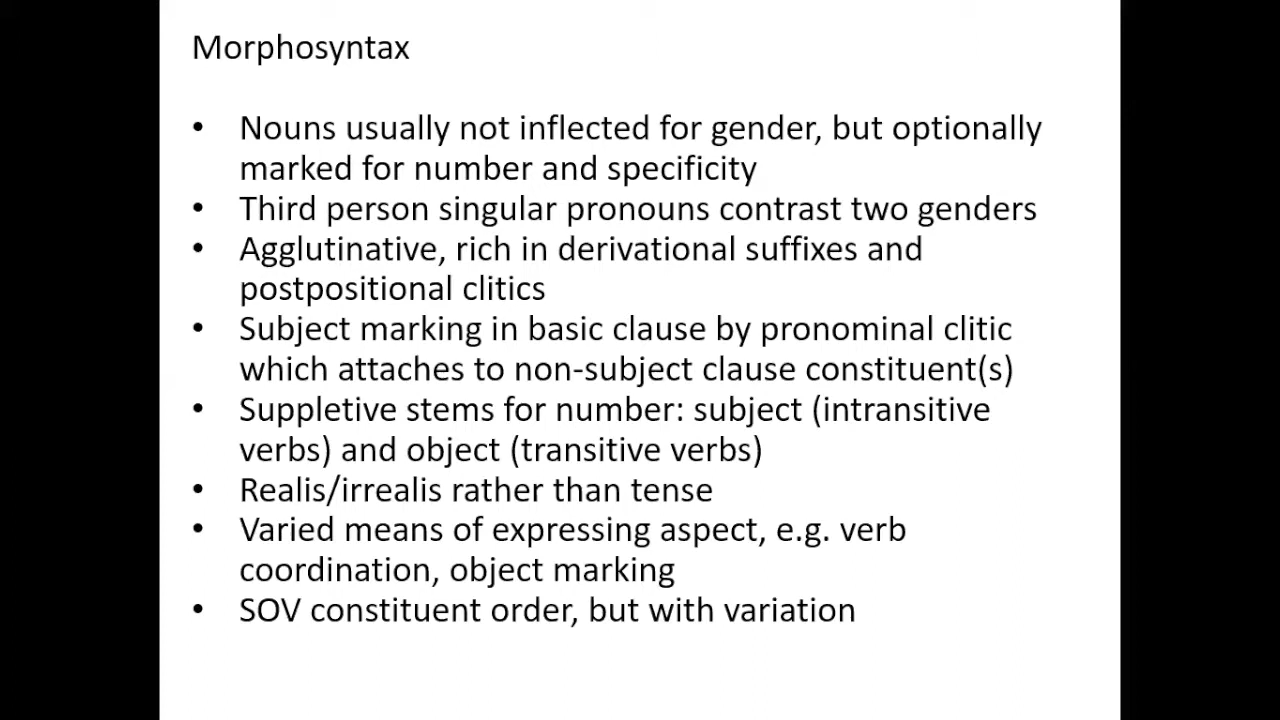 Morphosyntax
• Nouns usually not inflected for gender, but optionally
marked for number and specificity
• Third person singular pronouns contrast two genders
• Agglutinative, rich in derivational suffixes and
postpositional clitics
• Subject marking in basic clause by pronominal clitic
which attaches to non-subject clause constituent(s)
• Suppletive stems for number: subject (intransitive
verbs) and object (transitive verbs)
• Realis/irrealis rather than tense
• Varied means of expressing aspect, e.g. verb
coordination, object marking
• SOV constituent order, but with variation